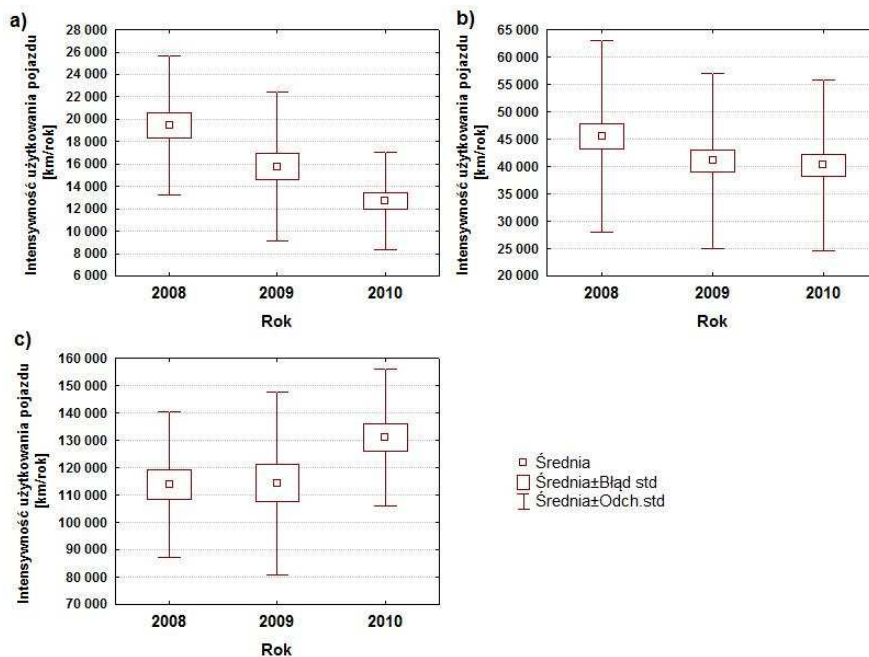 a)
Intensywność użytkowania pojazdu
[km/rok]
28 000
26 000
24 000
22 000
20 000
18 000
16 000
14 000
12 000
10 000
8 000
6 000
2008 2009 2010
Rok
b)
Intensywność użytkowania pojazdu
[km/rok]
65 000
60 000
55 000
50 000
45 000
40 000
35 000
30 000
25 000
20 000
2008 2009 2010
Rok
c)
Intensywność użytkowania pojazdu
[km/rok]
160 000
150 000
140 000
130 000
120 000
110 000
100 000
90 000
80 000
70 000
2008 2009 2010
Rok
Średnia
Średnia±Błąd std
Średnia±Odch.std